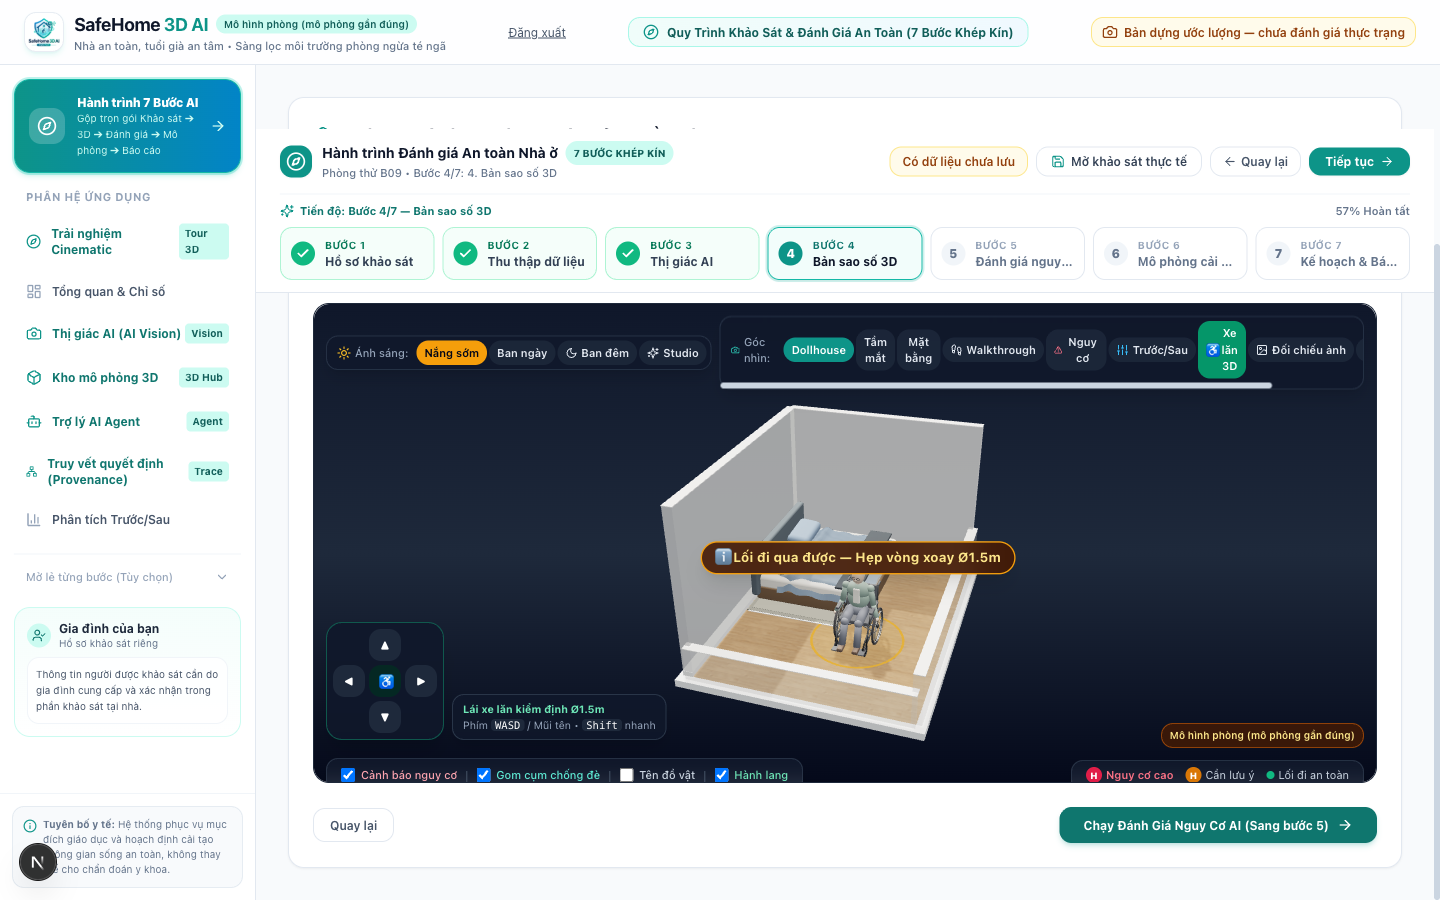 SafeHome 3D AI
Mô hình phòng (mô phỏng gần đúng)
Nhà an toàn, tuổi già an tâm • Sàng lọc môi trường phòng ngừa té ngã
Đăng xuất
Quy Trình Khảo Sát & Đánh Giá An Toàn (7 Bước Khép Kín)
Bản dựng ước lượng — chưa đánh giá thực trạng
Hành trình 7 Bước AI
Gộp trọn gói Khảo sát ➔
3D ➔ Đánh giá ➔ Mô
phỏng ➔ Báo cáo
PHÂN HỆ ỨNG DỤNG
Trải nghiệm
Cinematic
Tour
3D
Tổng quan & Chỉ số
Thị giác AI (AI Vision)
Vision
Kho mô phỏng 3D
3D Hub
Trợ lý AI Agent
Agent
Truy vết quyết định
(Provenance)
Trace
Phân tích Trước/Sau
Mở lẻ từng bước (Tùy chọn)
Gia đình của bạn
Hồ sơ khảo sát riêng
Thông tin người được khảo sát cần do
gia đình cung cấp và xác nhận trong
phần khảo sát tại nhà.
Tuyên bố y tế: Hệ thống phục vụ mục
đích giáo dục và hoạch định cải tạo
gian sống an toàn, không thay
cho chẩn đoán y khoa.
N
Hành trình Đánh giá An toàn Nhà ở
7 BƯỚC KHÉP KÍN
Phòng thử B09 • Bước 4/7: 4. Bản sao số 3D
Có dữ liệu chưa lưu
Mở khảo sát thực tế
Quay lại
Tiếp tục
Tiến độ: Bước 4/7 — Bản sao số 3D
57% Hoàn tất
BƯỚC 1
Hồ sơ khảo sát
BƯỚC 2
Thu thập dữ liệu
BƯỚC 3
Thị giác AI
4
BƯỚC 4
Bản sao số 3D
5
BƯỚC 5
Đánh giá nguy...
6
BƯỚC 6
Mô phỏng cải ...
7
BƯỚC 7
Kế hoạch & Bá...
Ánh sáng:
Nắng sớm
Ban ngày
Ban đêm
Studio
Góc
nhìn:
Dollhouse
Tầm
mắt
Mặt
bằng
Walkthrough
Nguy
cơ
Trước/Sau
Xe
♿lăn
3D
Đối chiếu ảnh
ℹ️Lối đi qua được — Hẹp vòng xoay Ø1.5m
▲
◀ ♿ ▶
▼
Lái xe lăn kiểm định Ø1.5m
Phím WASD / Mũi tên • Shift nhanh
Mô hình phòng (mô phỏng gần đúng)
Cảnh báo nguy cơ | Gom cụm chống đè | Tên đồ vật | Hành lang
H Nguy cơ cao
H Cần lưu ý
Lối đi an toàn
Quay lại
Chạy Đánh Giá Nguy Cơ AI (Sang bước 5)